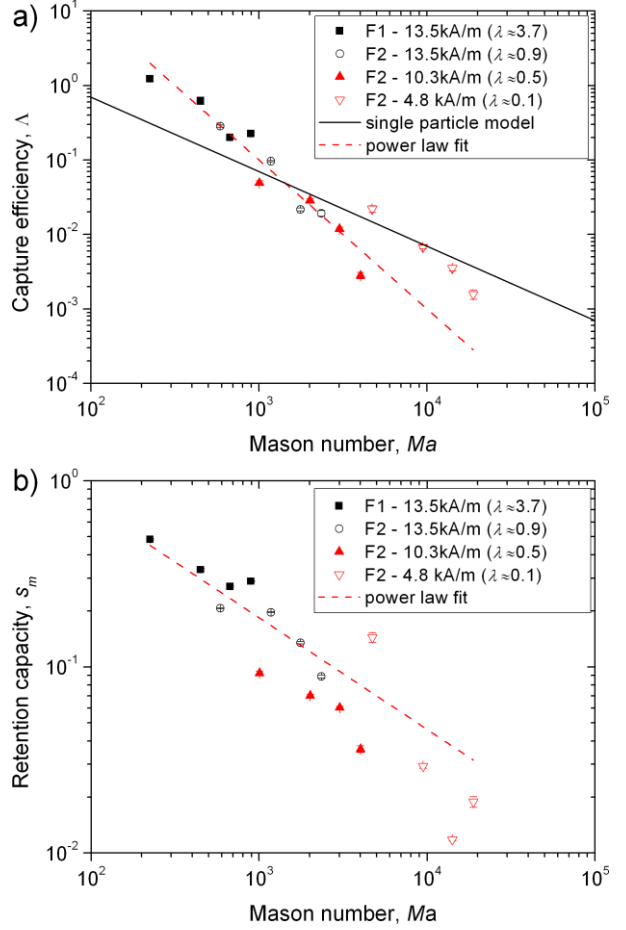 a)
10^1
10^0
10^-1
10^-2
10^-3
10^-4
Capture efficiency, Λ
F1 - 13.5kA/m (λ≈3.7)
F2 - 13.5kA/m (λ≈0.9)
F2 - 10.3kA/m (λ≈0.5)
F2 - 4.8 kA/m (λ≈0.1)
single particle model
power law fit
10^2
10^3
10^4
10^5
Mason number, Ma
b)
10^0
10^-1
10^-2
Retention capacity, s_m
F1 - 13.5kA/m (λ≈3.7)
F2 - 13.5kA/m (λ≈0.9)
F2 - 10.3kA/m (λ≈0.5)
F2 - 4.8 kA/m (λ≈0.1)
power law fit
10^2
10^3
10^4
10^5
Mason number, Ma